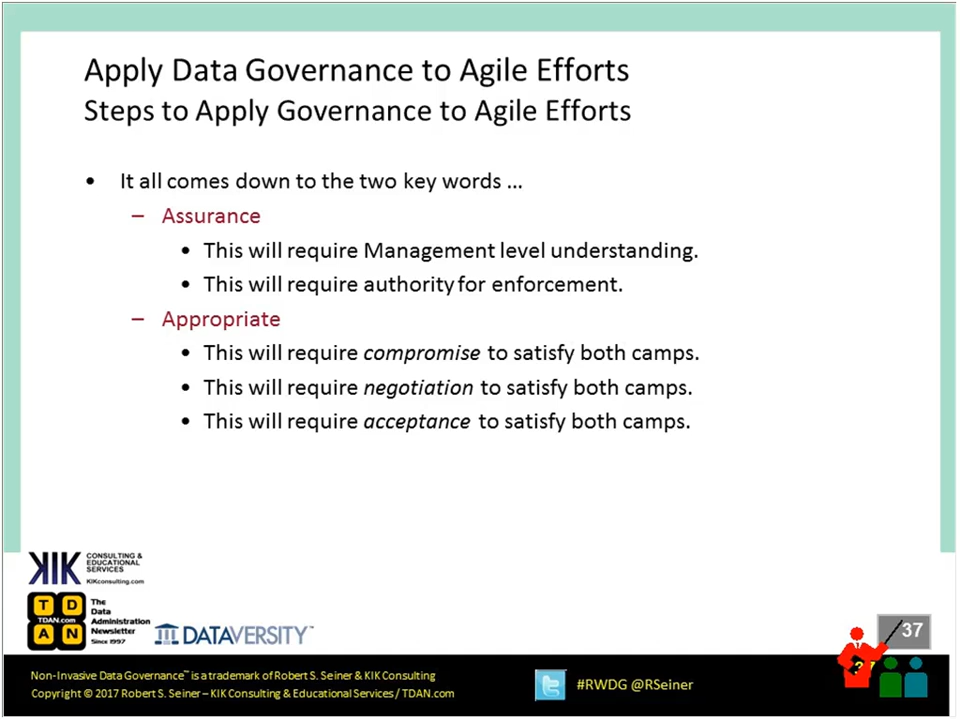 Apply Data Governance to Agile Efforts
Steps to Apply Governance to Agile Efforts
• It all comes down to the two key words ...
– Assurance
• This will require Management level understanding.
• This will require authority for enforcement.
– Appropriate
• This will require compromise to satisfy both camps.
• This will require negotiation to satisfy both camps.
• This will require acceptance to satisfy both camps.
KIK CONSULTING & EDUCATIONAL SERVICES
KIKconsulting.com
T D
TDAN.com
A N
The
Data
Administration
Newsletter
Since 1997
DATAVERSITY™
37
Non-Invasive Data Governance™ is a trademark of Robert S. Seiner & KIK Consulting
Copyright © 2017 Robert S. Seiner – KIK Consulting & Educational Services / TDAN.com
#RWDG @RSeiner